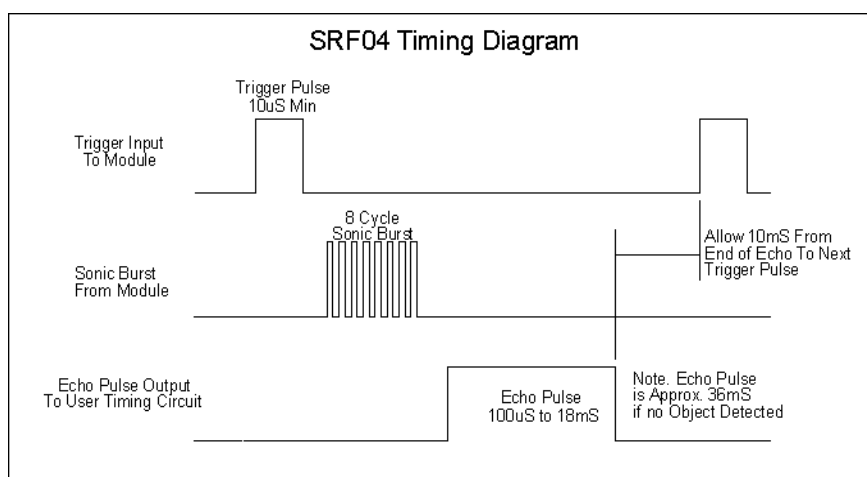 SRF04 Timing Diagram
Trigger Pulse
10uS Min
Trigger Input
To Module
8 Cycle
Sonic Burst
Allow 10mS From
End of Echo To Next
Trigger Pulse
Sonic Burst
From Module
Echo Pulse Output
To User Timing Circuit
Echo Pulse
100uS to 18mS
Note. Echo Pulse
is Approx. 36mS
if no Object Detected